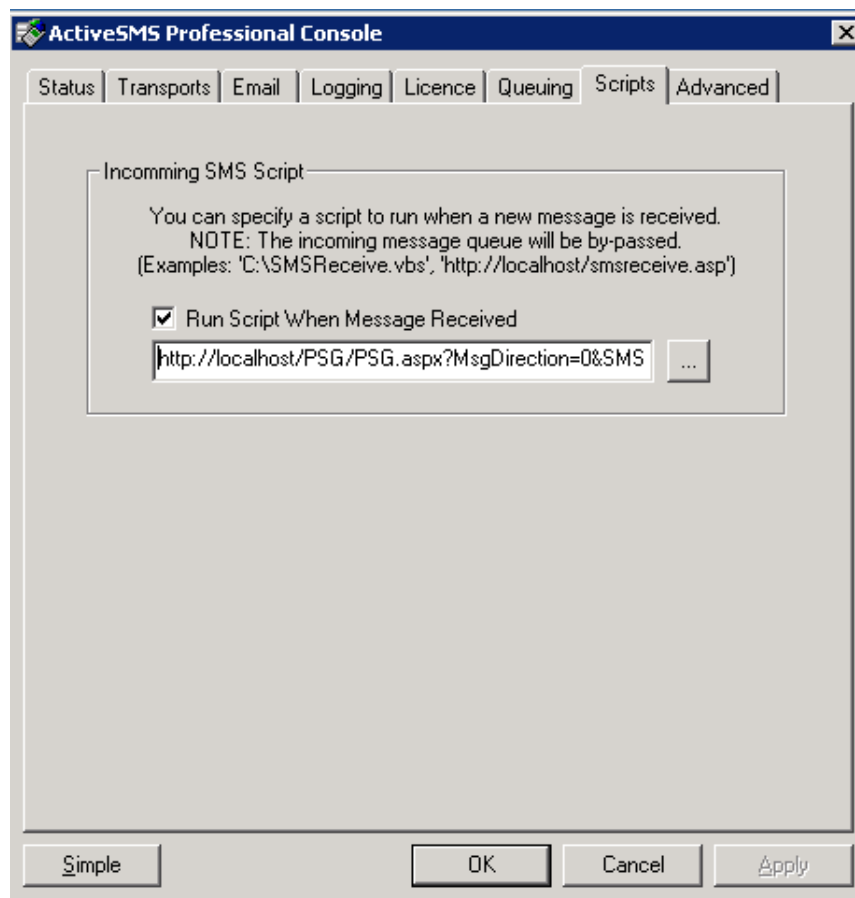 ActiveSMS Professional Console
Status Transports Email Logging Licence Queuing Scripts Advanced
Incomming SMS Script
You can specify a script to run when a new message is received.
NOTE: The incoming message queue will be by-passed.
(Examples: 'C:\SMSReceive.vbs', 'http://localhost/smsreceive.asp')
Run Script When Message Received
http://localhost/PSG/PSG.aspx?MsgDirection=0&SMS ...
Simple OK Cancel Apply